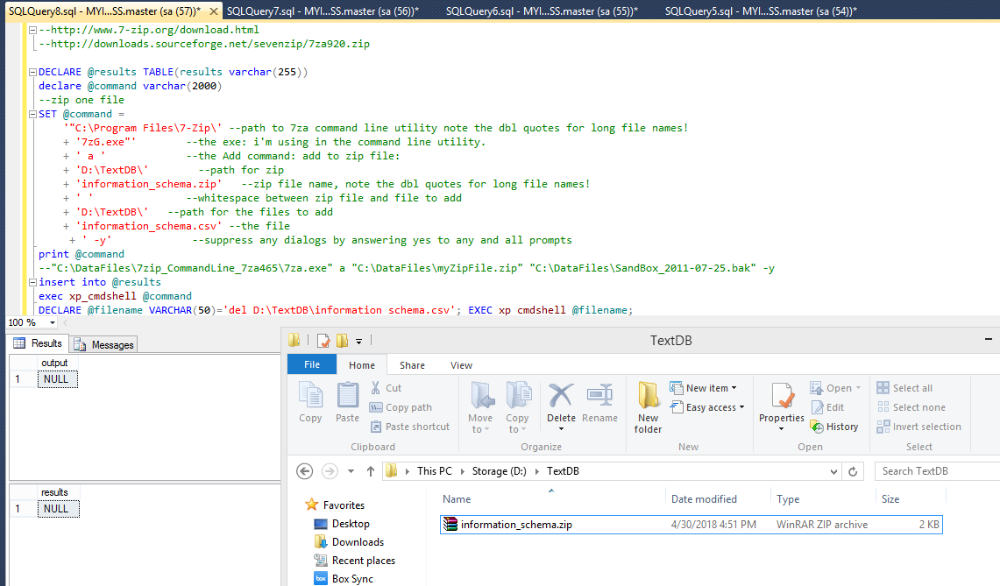 SQLQuery8.sql - MYI...SS.master (sa (57))* SQLQuery7.sql - MYI...SS.master (sa (56))* SQLQuery6.sql - MYI...SS.master (sa (55))* SQLQuery5.sql - MYI...SS.master (sa (54))*
--http://www.7-zip.org/download.html
--http://downloads.sourceforge.net/sevenzip/7za920.zip
DECLARE @results TABLE(results varchar(255))
declare @command varchar(2000)
--zip one file
SET @command =
'"C:\Program Files\7-Zip\' --path to 7za command line utility note the dbl quotes for long file names!
+ '7zG.exe"' --the exe: i'm using in the command line utility.
+ ' a ' --the Add command: add to zip file:
+ 'D:\TextDB\' --path for zip
+ 'information_schema.zip' --zip file name, note the dbl quotes for long file names!
+ ' ' --whitespace between zip file and file to add
+ 'D:\TextDB\' --path for the files to add
+ 'information_schema.csv' --the file
+ ' -y' --suppress any dialogs by answering yes to any and all prompts
print @command
--"C:\DataFiles\7zip_CommandLine_7za465\7za.exe" a "C:\DataFiles\myZipFile.zip" "C:\DataFiles\SandBox_2011-07-25.bak" -y
insert into @results
exec xp_cmdshell @command
DECLARE @filename VARCHAR(50)='del D:\TextDB\information_schema.csv'; EXEC xp_cmdshell @filename;
100 %
Results Messages
output
1 NULL
results
1 NULL
TextDB
File Home Share View
Copy
Paste
Cut
Copy path
Paste shortcut
Clipboard
Move to
Copy to
Delete
Rename
Organize
New folder
New item
Easy access
New
Properties
Open
Edit
History
Open
Select all
Select none
Invert selection
Select
This PC Storage (D:) TextDB
Search TextDB
Favorites
Desktop
Downloads
Recent places
box Box Sync
Name Date modified Type Size
information_schema.zip 4/30/2018 4:51 PM WinRAR ZIP archive 2 KB